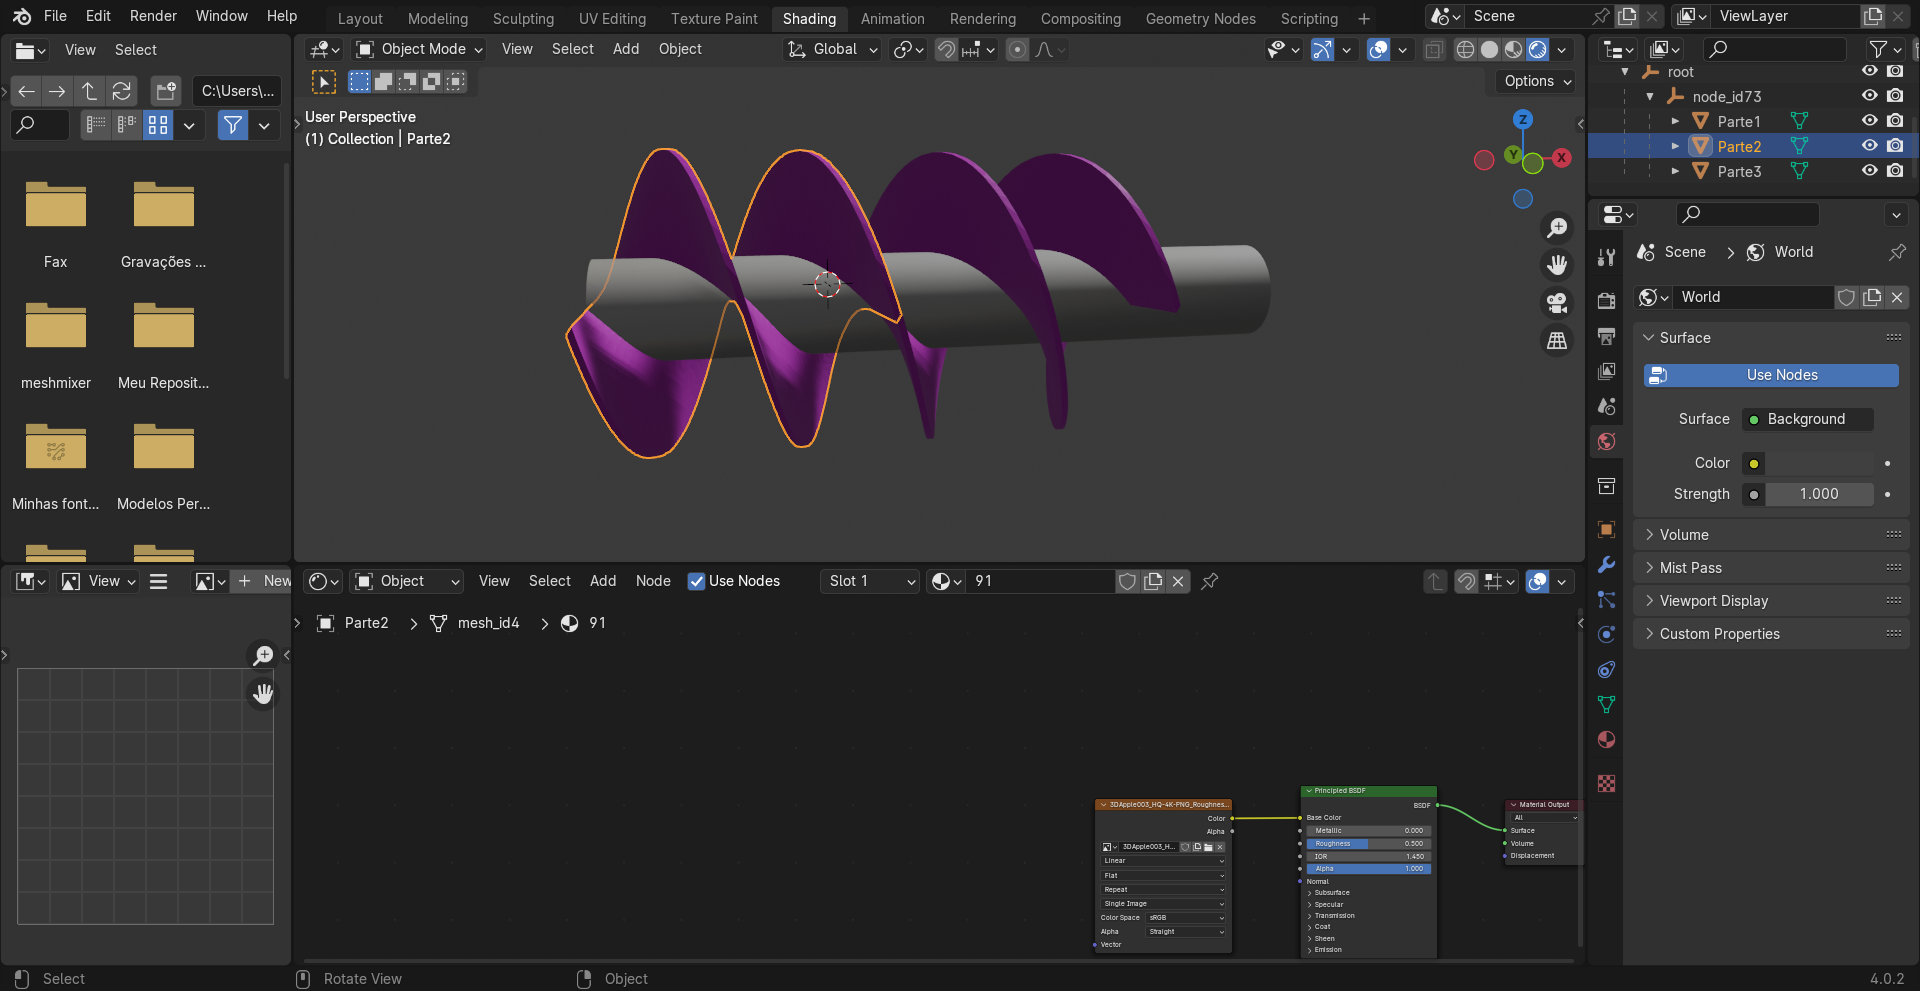 File Edit Render Window Help
Layout Modeling Sculpting UV Editing Texture Paint Shading Animation Rendering Compositing Geometry Nodes Scripting
Scene
ViewLayer
View Select
Object Mode View Select Add Object
Global
C:\Users\...
Options
User Perspective
(1) Collection | Parte2
Z
Y
X
root
node_id73
Parte1
Parte2
Parte3
Fax
Gravações ...
meshmixer
Meu Reposit...
Minhas font...
Modelos Per...
Scene > World
World
Surface
Use Nodes
Surface Background
Color
Strength 1.000
Volume
Mist Pass
Viewport Display
Custom Properties
View
New
Object View Select Add Node Use Nodes Slot 1 91
Parte2 > mesh_id4 > 91
3DApple003_HQ-4K-PNG_Roughnes...
Color
Alpha
3DApple003_H...
Linear
Flat
Repeat
Single Image
Color Space sRGB
Alpha Straight
Vector
Principled BSDF
BSDF
Base Color
Metallic 0.000
Roughness 0.500
IOR 1.450
Alpha 1.000
Normal
Subsurface
Specular
Transmission
Coat
Sheen
Emission
Material Output
All
Surface
Volume
Displacement
Select
Rotate View
Object
4.0.2